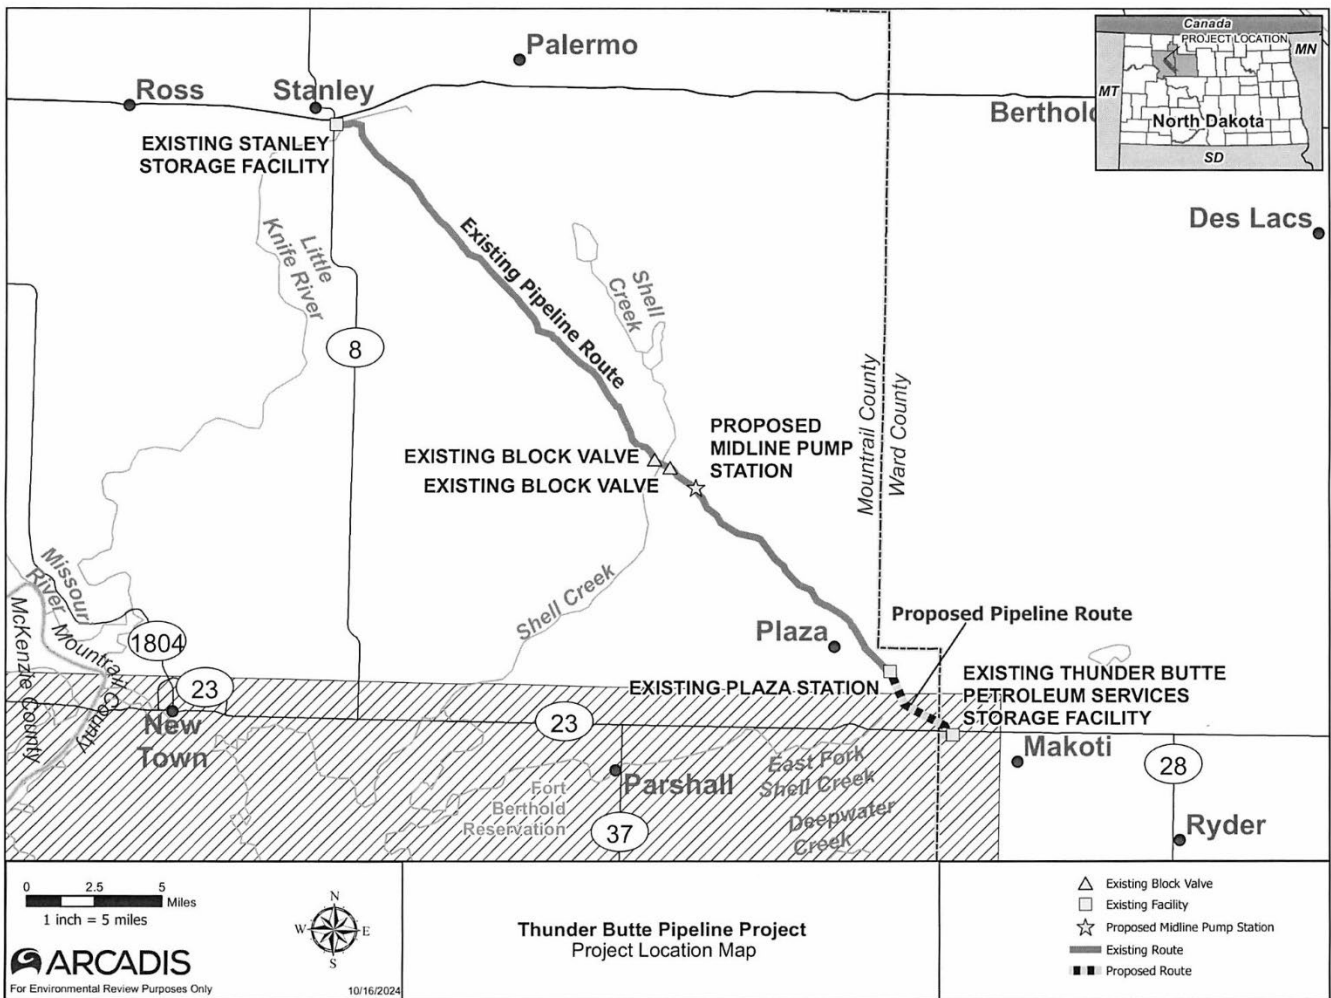 Palermo
Ross
Stanley
Berthold
Des Lacs
Canada
PROJECT LOCATION
MN
MT
North Dakota
SD
EXISTING STANLEY
STORAGE FACILITY
Little
Knife River
Existing Pipeline Route
Shell
Creek
8
Mountrail County
Ward County
PROPOSED
MIDLINE PUMP
STATION
EXISTING BLOCK VALVE
EXISTING BLOCK VALVE
Shell Creek
Missour
River
McKenzie County
Mountrail
County
1804
23
New
Town
Plaza
Proposed Pipeline Route
EXISTING PLAZA STATION
EXISTING THUNDER BUTTE
PETROLEUM SERVICES
STORAGE FACILITY
23
Makoti
28
Parshall
East Fork
Shell Creek
Fort
Berthold
Reservation
37
Deepwater
Creek
Ryder
0 2.5 5
Miles
1 inch = 5 miles
N
W E
S
ARCADIS
For Environmental Review Purposes Only
10/16/2024
Thunder Butte Pipeline Project
Project Location Map
Existing Block Valve
Existing Facility
Proposed Midline Pump Station
Existing Route
Proposed Route